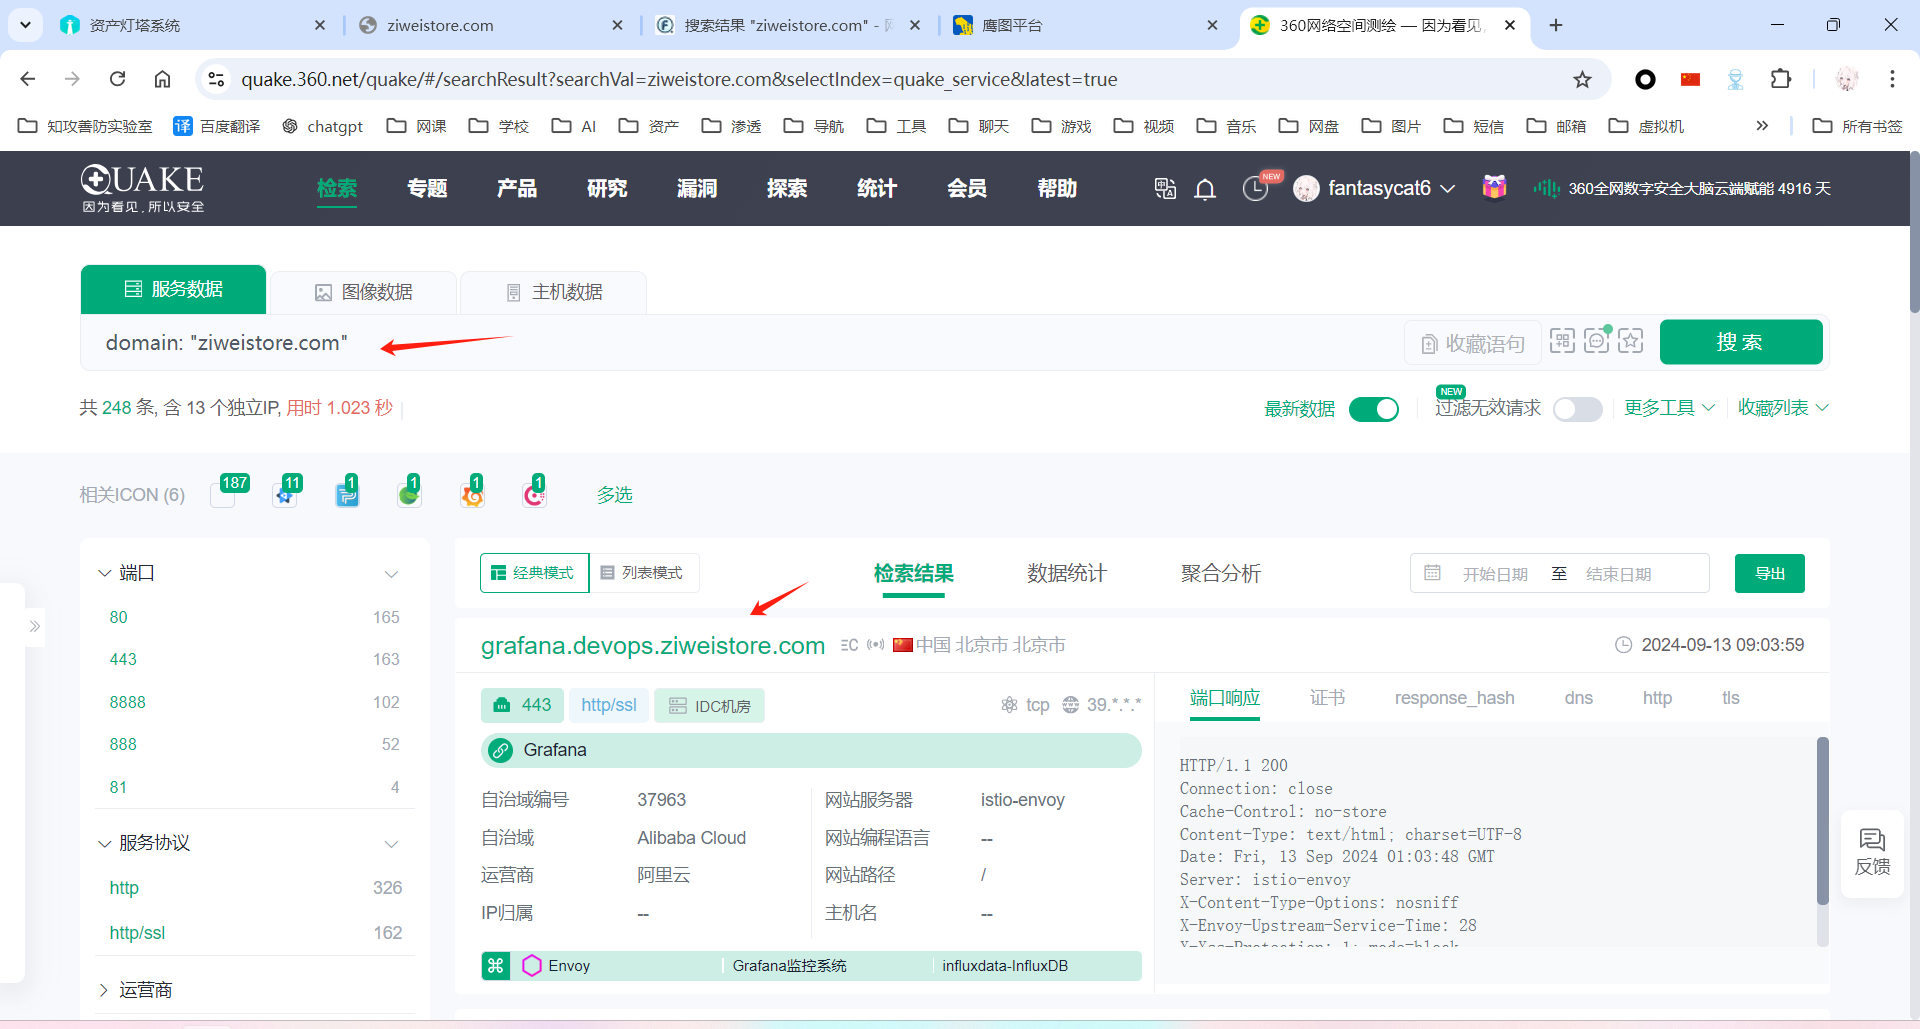 资产灯塔系统
ziweistore.com
搜索结果 "ziweistore.com" -
鹰图平台
360网络空间测绘 — 因为看见,
quake.360.net/quake/#/searchResult?searchVal=ziweistore.com&selectIndex=quake_service&latest=true
知攻善防实验室
译 百度翻译
chatgpt
网课
学校
AI
资产
渗透
导航
工具
聊天
游戏
视频
音乐
网盘
图片
短信
邮箱
虚拟机
所有书签
QUAKE
因为看见，所以安全
检索
专题
产品
研究
漏洞
探索
统计
会员
帮助
NEW
fantasycat6
360全网数字安全大脑云端赋能 4916 天
服务数据
图像数据
主机数据
domain: "ziweistore.com"
收藏语句
搜索
共 248 条, 含 13 个独立IP, 用时 1.023 秒
最新数据
NEW
过滤无效请求
更多工具
收藏列表
相关ICON (6)
187
11
1
1
1
1
多选
端口
80 165
443 163
8888 102
888 52
81 4
服务协议
http 326
http/ssl 162
运营商
经典模式
列表模式
检索结果
数据统计
聚合分析
开始日期 至 结束日期
导出
grafana.devops.ziweistore.com
中国 北京市 北京市
2024-09-13 09:03:59
443
http/ssl
IDC机房
tcp
39.*.*.*
Grafana
自治域编号 37963
网站服务器 istio-envoy
自治域 Alibaba Cloud
网站编程语言 --
运营商 阿里云
网站路径 /
IP归属 --
主机名 --
Envoy
Grafana监控系统
influxdata-InfluxDB
端口响应
证书
response_hash
dns
http
tls
HTTP/1.1 200
Connection: close
Cache-Control: no-store
Content-Type: text/html; charset=UTF-8
Date: Fri, 13 Sep 2024 01:03:48 GMT
Server: istio-envoy
X-Content-Type-Options: nosniff
X-Envoy-Upstream-Service-Time: 28
X-Xss-Protection: 1; mode=block
反馈